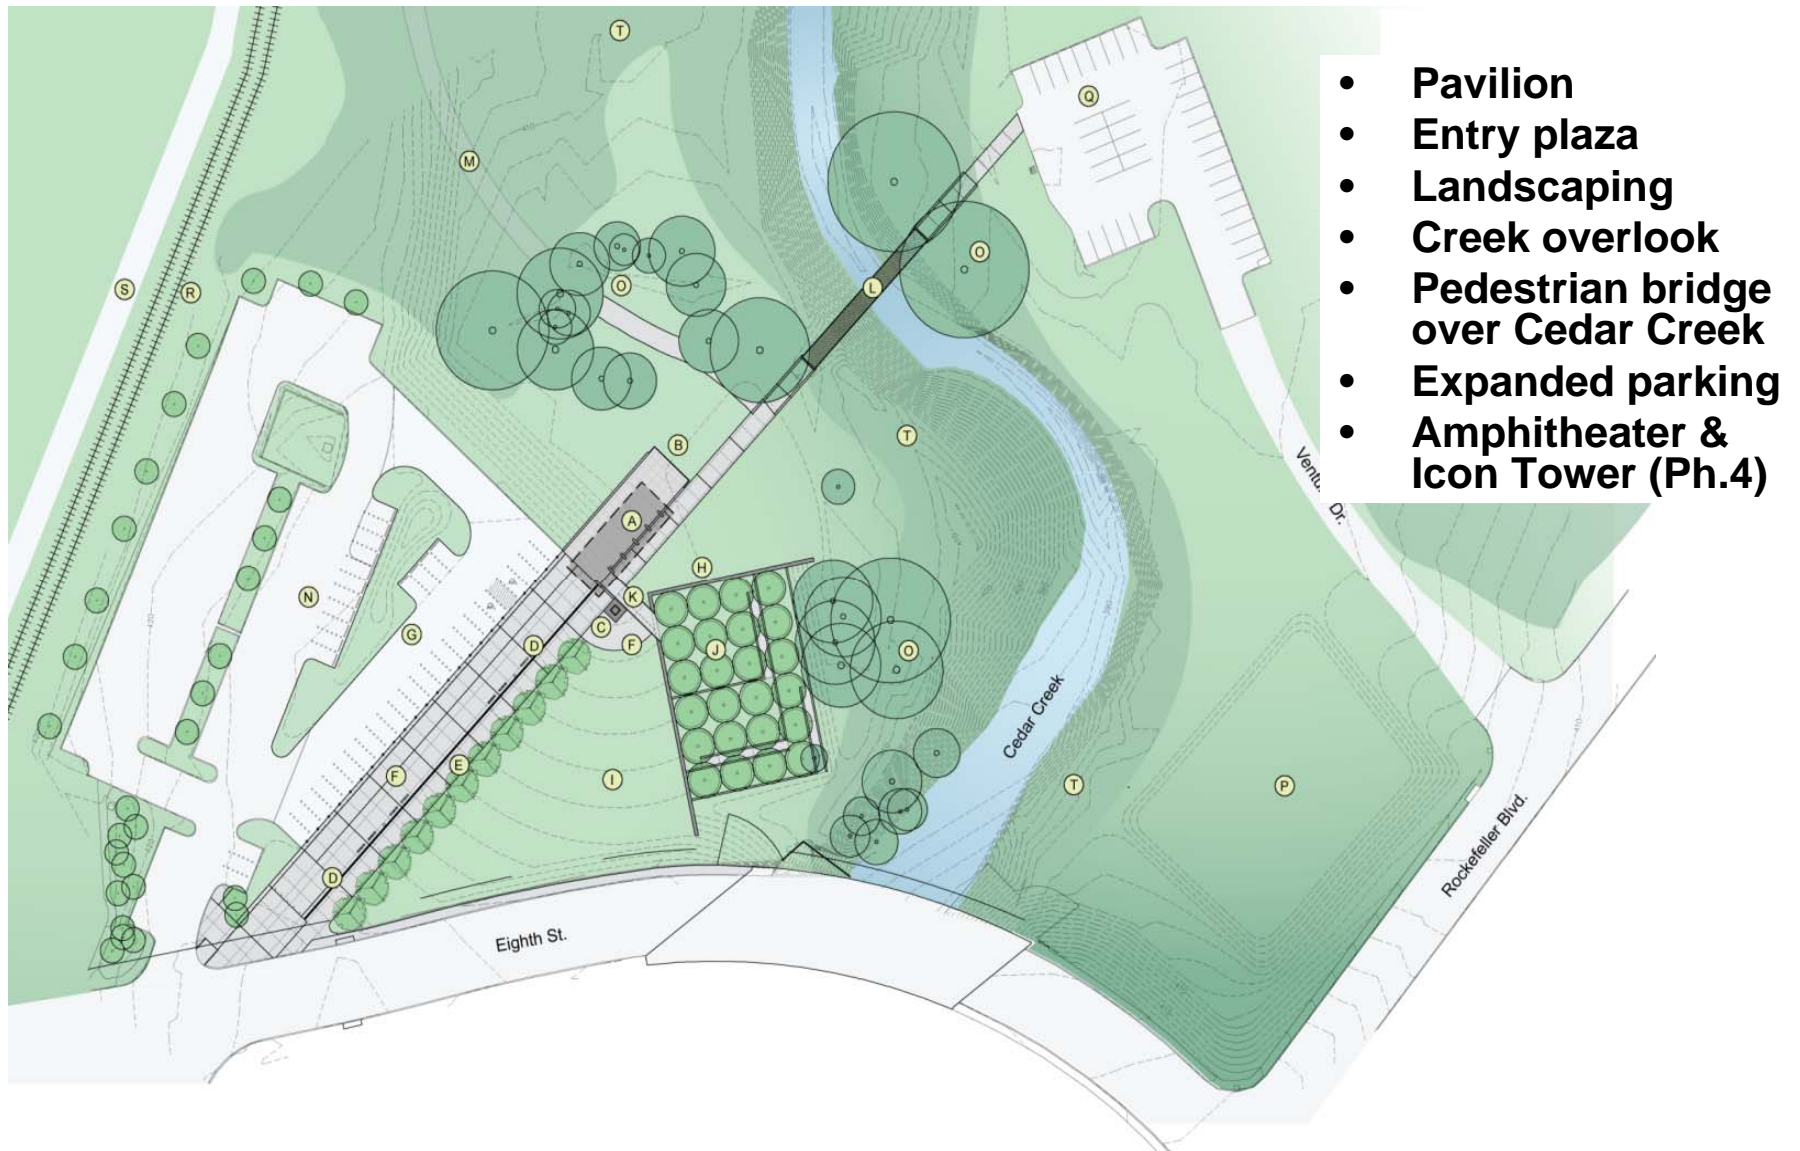 • Pavilion
• Entry plaza
• Landscaping
• Creek overlook
• Pedestrian bridge
over Cedar Creek
• Expanded parking
• Amphitheater &
Icon Tower (Ph.4)
T
Q
M
S
R
O
O
L
B
T
A
H
N
K
G
C
D
F
J
O
Cedar Creek
F
E
I
T
P
D
Dr.
Rockefeller Blvd.
Eighth St.